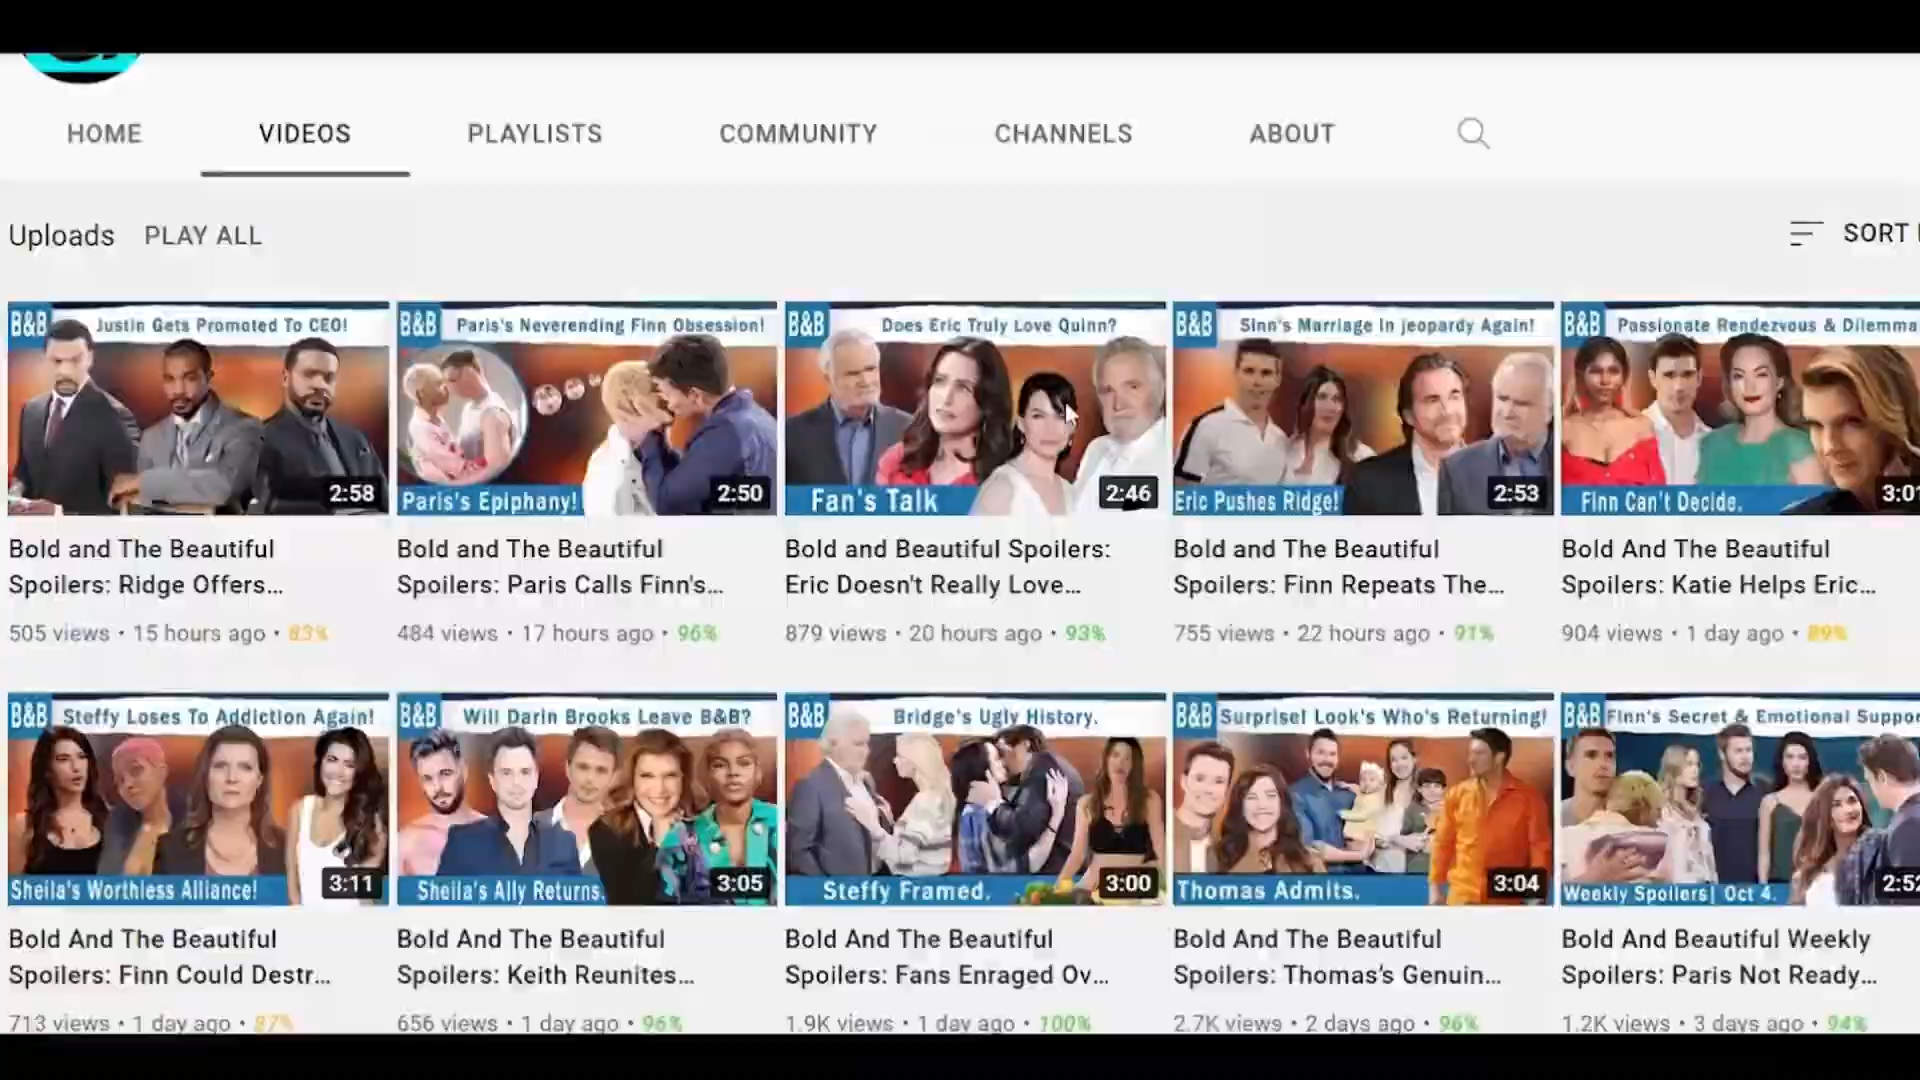 HOME VIDEOS PLAYLISTS COMMUNITY CHANNELS ABOUT
Uploads PLAY ALL
SORT
B&B Justin Gets Promoted To CEO!
2:58
Bold and The Beautiful
Spoilers: Ridge Offers...
505 views • 15 hours ago • 83%
B&B Paris's Neverending Finn Obsession!
Paris's Epiphany!
2:50
Bold and The Beautiful
Spoilers: Paris Calls Finn's...
484 views • 17 hours ago • 96%
B&B Does Eric Truly Love Quinn?
Fan's Talk
2:46
Bold and Beautiful Spoilers:
Eric Doesn't Really Love...
879 views • 20 hours ago • 93%
B&B Sinn's Marriage In Jeopardy Again!
Eric Pushes Ridge!
2:53
Bold and The Beautiful
Spoilers: Finn Repeats The...
755 views • 22 hours ago • 91%
B&B Passionate Rendezvous & Dilemma
Finn Can't Decide.
3:01
Bold And The Beautiful
Spoilers: Katie Helps Eric...
904 views • 1 day ago • 89%
B&B Steffy Loses To Addiction Again!
Sheila's Worthless Alliance!
3:11
Bold And The Beautiful
Spoilers: Finn Could Destr...
713 views • 1 day ago • 87%
B&B Will Darin Brooks Leave B&B?
Sheila's Ally Returns.
3:05
Bold And The Beautiful
Spoilers: Keith Reunites...
656 views • 1 day ago • 96%
B&B Bridge's Ugly History.
Steffy Framed.
3:00
Bold And The Beautiful
Spoilers: Fans Enraged Ov...
1.9K views • 1 day ago • 100%
B&B Surprise! Look's Who's Returning!
Thomas Admits.
3:04
Bold And The Beautiful
Spoilers: Thomas's Genuin...
2.7K views • 2 days ago • 96%
B&B Finn's Secret & Emotional Suppor
Weekly Spoilers| Oct 4.
2:52
Bold And Beautiful Weekly
Spoilers: Paris Not Ready...
1.2K views • 3 days ago • 94%